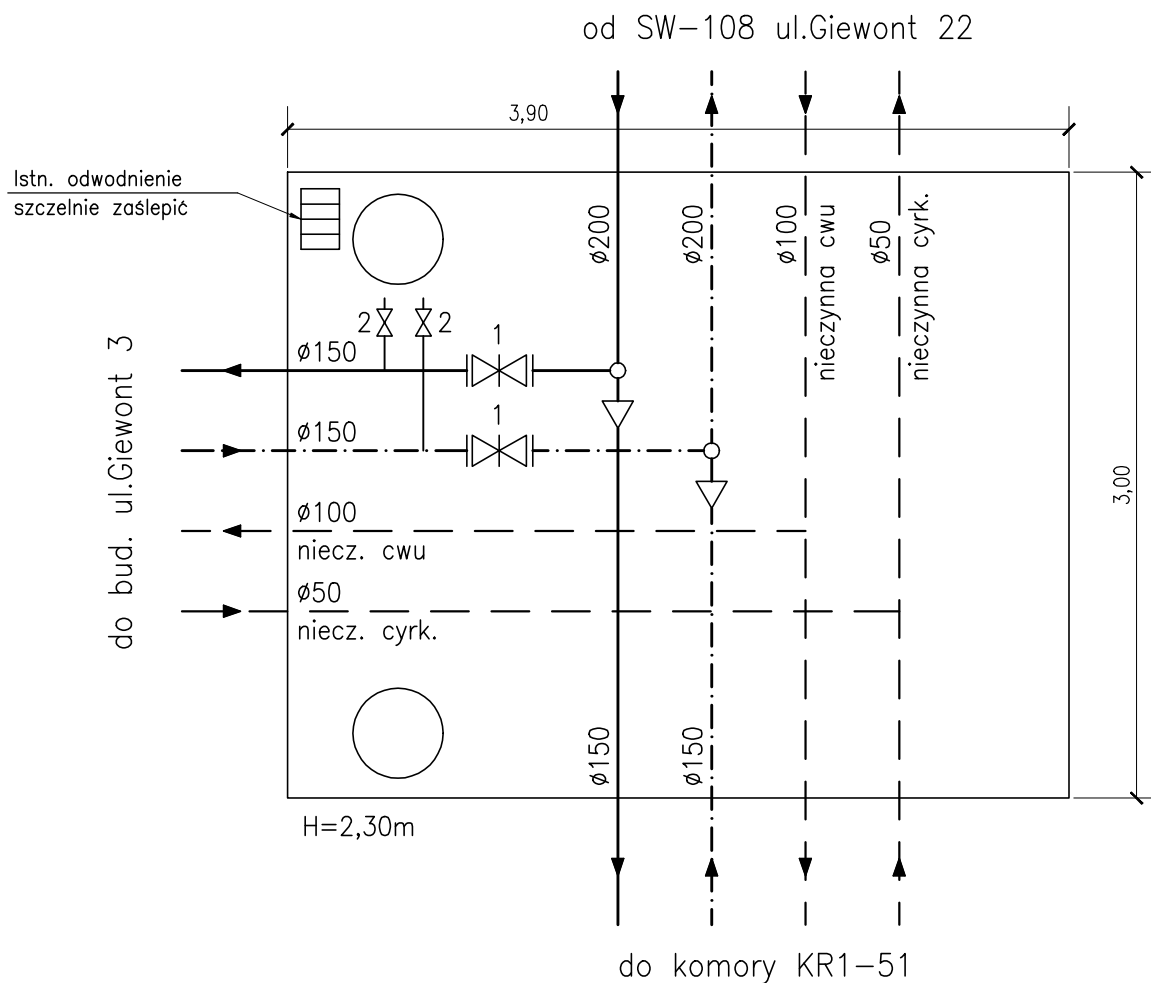 od SW-108 ul.Giewont 22
3,90
Istn. odwodnienie
szczelnie zaślepić
ø200
ø200
ø100
nieczynna cwu
ø50
nieczynna cyrk.
2
2
1
ø150
1
ø150
do bud. ul.Giewont 3
3,00
ø100
niecz. cwu
ø50
niecz. cyrk.
ø150
ø150
H=2,30m
do komory KR1-51